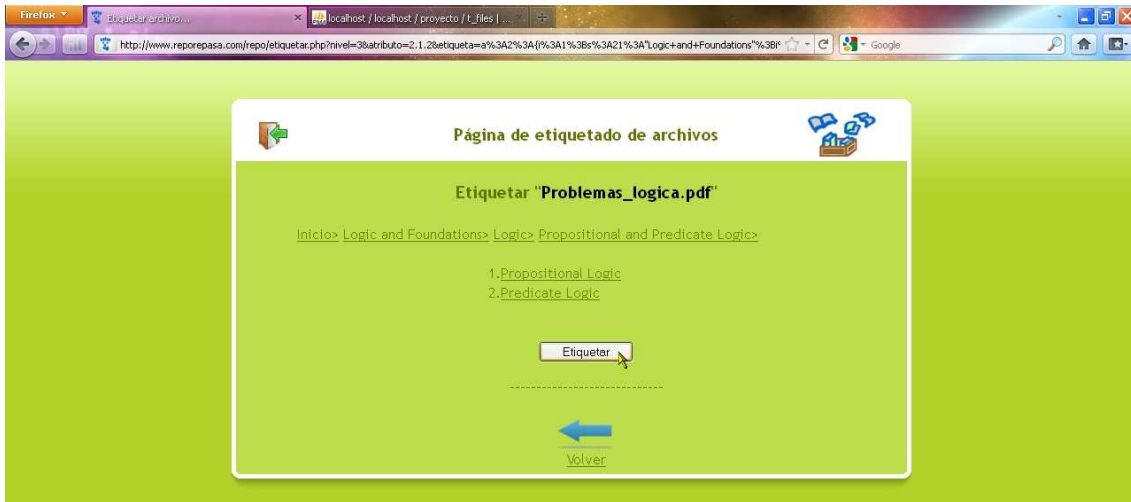 Firefox
Etiquetar archivo...
localhost / localhost / proyecto / t_files | ...
http://www.reporepasa.com/repo/etiquetar.php?nivel=3&atributo=2.1.2&etiqueta=a%3A2%3A{i%3A1%3Bs%3A21%3A"Logic+and+Foundations"%3Bi
Google
Página de etiquetado de archivos
Etiquetar "Problemas_logica.pdf"
Inicio> Logic and Foundations> Logic> Propositional and Predicate Logic>
1.Propositional Logic
2.Predicate Logic
Etiquetar
-----------------------------
Volver